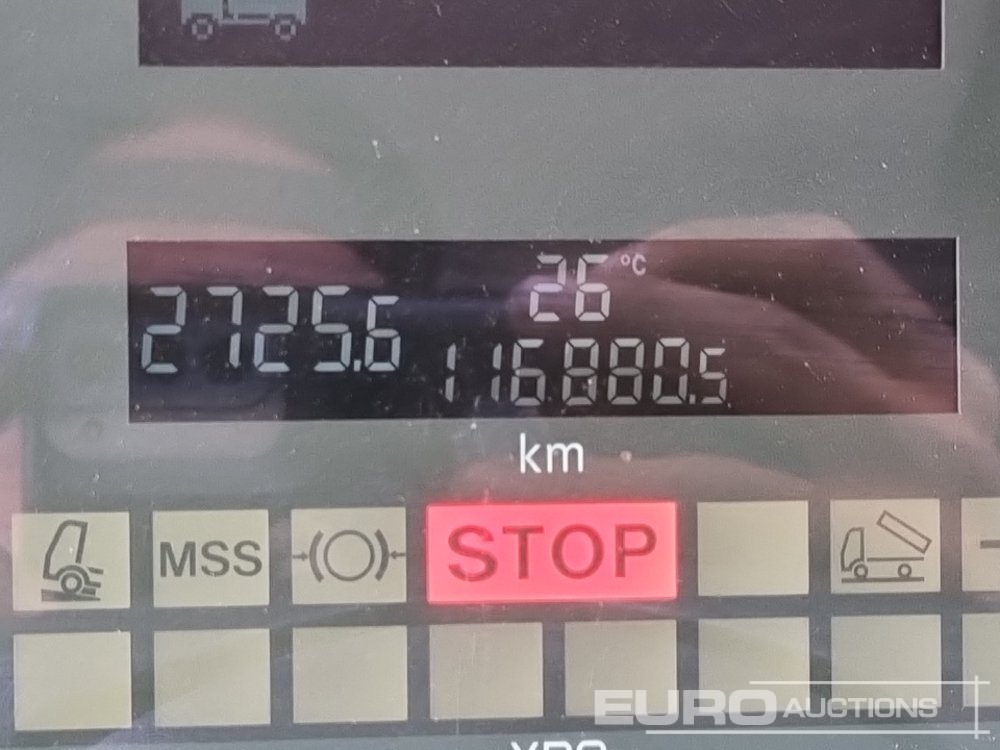 26 °C
2725.6
116880.5
km
MSS
STOP
EURO AUCTIONS